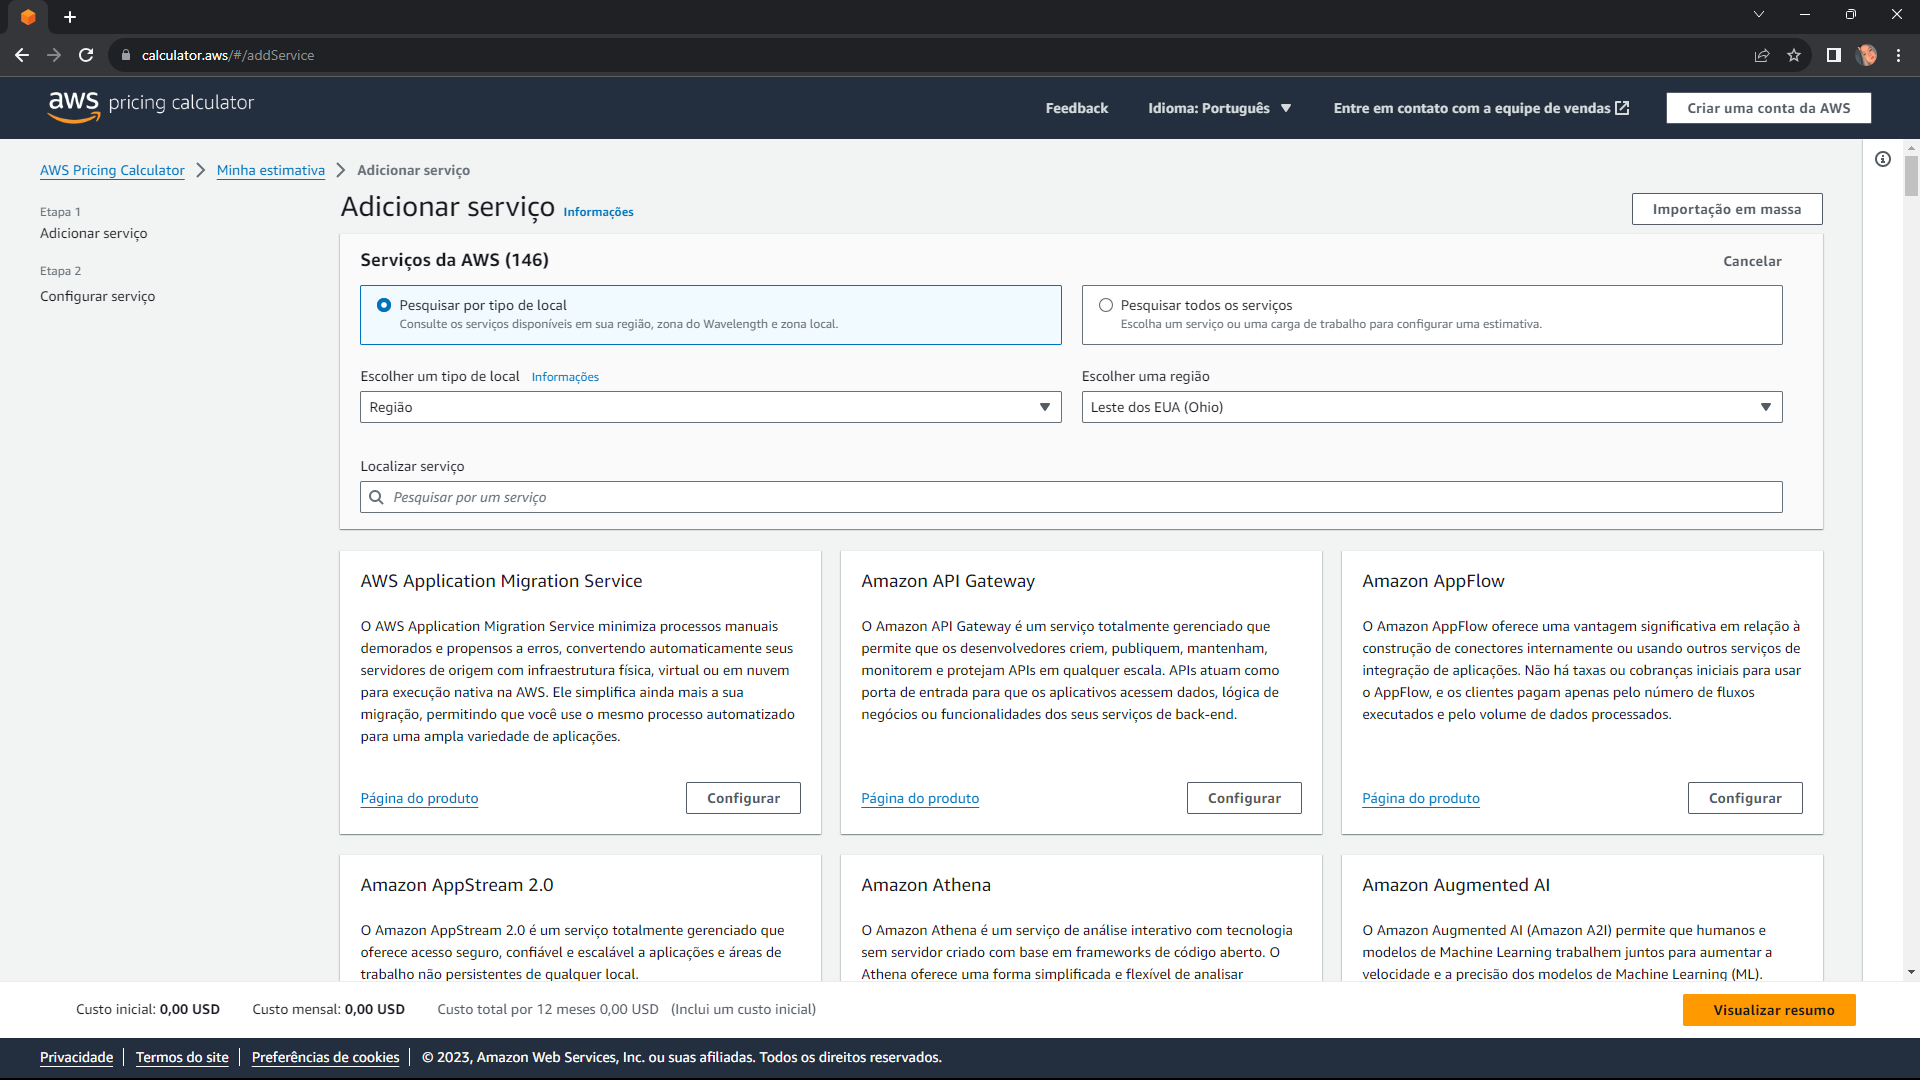 calculator.aws/#/addService
aws pricing calculator
Feedback
Idioma: Português
Entre em contato com a equipe de vendas
Criar uma conta da AWS
AWS Pricing Calculator
Minha estimativa
Adicionar serviço
Etapa 1
Adicionar serviço
Etapa 2
Configurar serviço
Adicionar serviço Informações
Importação em massa
Serviços da AWS (146)
Cancelar
Pesquisar por tipo de local
Consulte os serviços disponíveis em sua região, zona do Wavelength e zona local.
Pesquisar todos os serviços
Escolha um serviço ou uma carga de trabalho para configurar uma estimativa.
Escolher um tipo de local Informações
Região
Escolher uma região
Leste dos EUA (Ohio)
Localizar serviço
Pesquisar por um serviço
AWS Application Migration Service
O AWS Application Migration Service minimiza processos manuais
demorados e propensos a erros, convertendo automaticamente seus
servidores de origem com infraestrutura física, virtual ou em nuvem
para execução nativa na AWS. Ele simplifica ainda mais a sua
migração, permitindo que você use o mesmo processo automatizado
para uma ampla variedade de aplicações.
Página do produto
Configurar
Amazon API Gateway
O Amazon API Gateway é um serviço totalmente gerenciado que
permite que os desenvolvedores criem, publiquem, mantenham,
monitorem e protejam APIs em qualquer escala. APIs atuam como
porta de entrada para que os aplicativos acessem dados, lógica de
negócios ou funcionalidades dos seus serviços de back-end.
Página do produto
Configurar
Amazon AppFlow
O Amazon AppFlow oferece uma vantagem significativa em relação à
construção de conectores internamente ou usando outros serviços de
integração de aplicações. Não há taxas ou cobranças iniciais para usar
o AppFlow, e os clientes pagam apenas pelo número de fluxos
executados e pelo volume de dados processados.
Página do produto
Configurar
Amazon AppStream 2.0
O Amazon AppStream 2.0 é um serviço totalmente gerenciado que
oferece acesso seguro, confiável e escalável a aplicações e áreas de
trabalho não persistentes de qualquer local.
Amazon Athena
O Amazon Athena é um serviço de análise interativo com tecnologia
sem servidor criado com base em frameworks de código aberto. O
Athena oferece uma forma simplificada e flexível de analisar
Amazon Augmented AI
O Amazon Augmented AI (Amazon A2I) permite que humanos e
modelos de Machine Learning trabalhem juntos para aumentar a
velocidade e a precisão dos modelos de Machine Learning (ML).
Custo inicial: 0,00 USD
Custo mensal: 0,00 USD
Custo total por 12 meses 0,00 USD (Inclui um custo inicial)
Visualizar resumo
Privacidade
Termos do site
Preferências de cookies
© 2023, Amazon Web Services, Inc. ou suas afiliadas. Todos os direitos reservados.